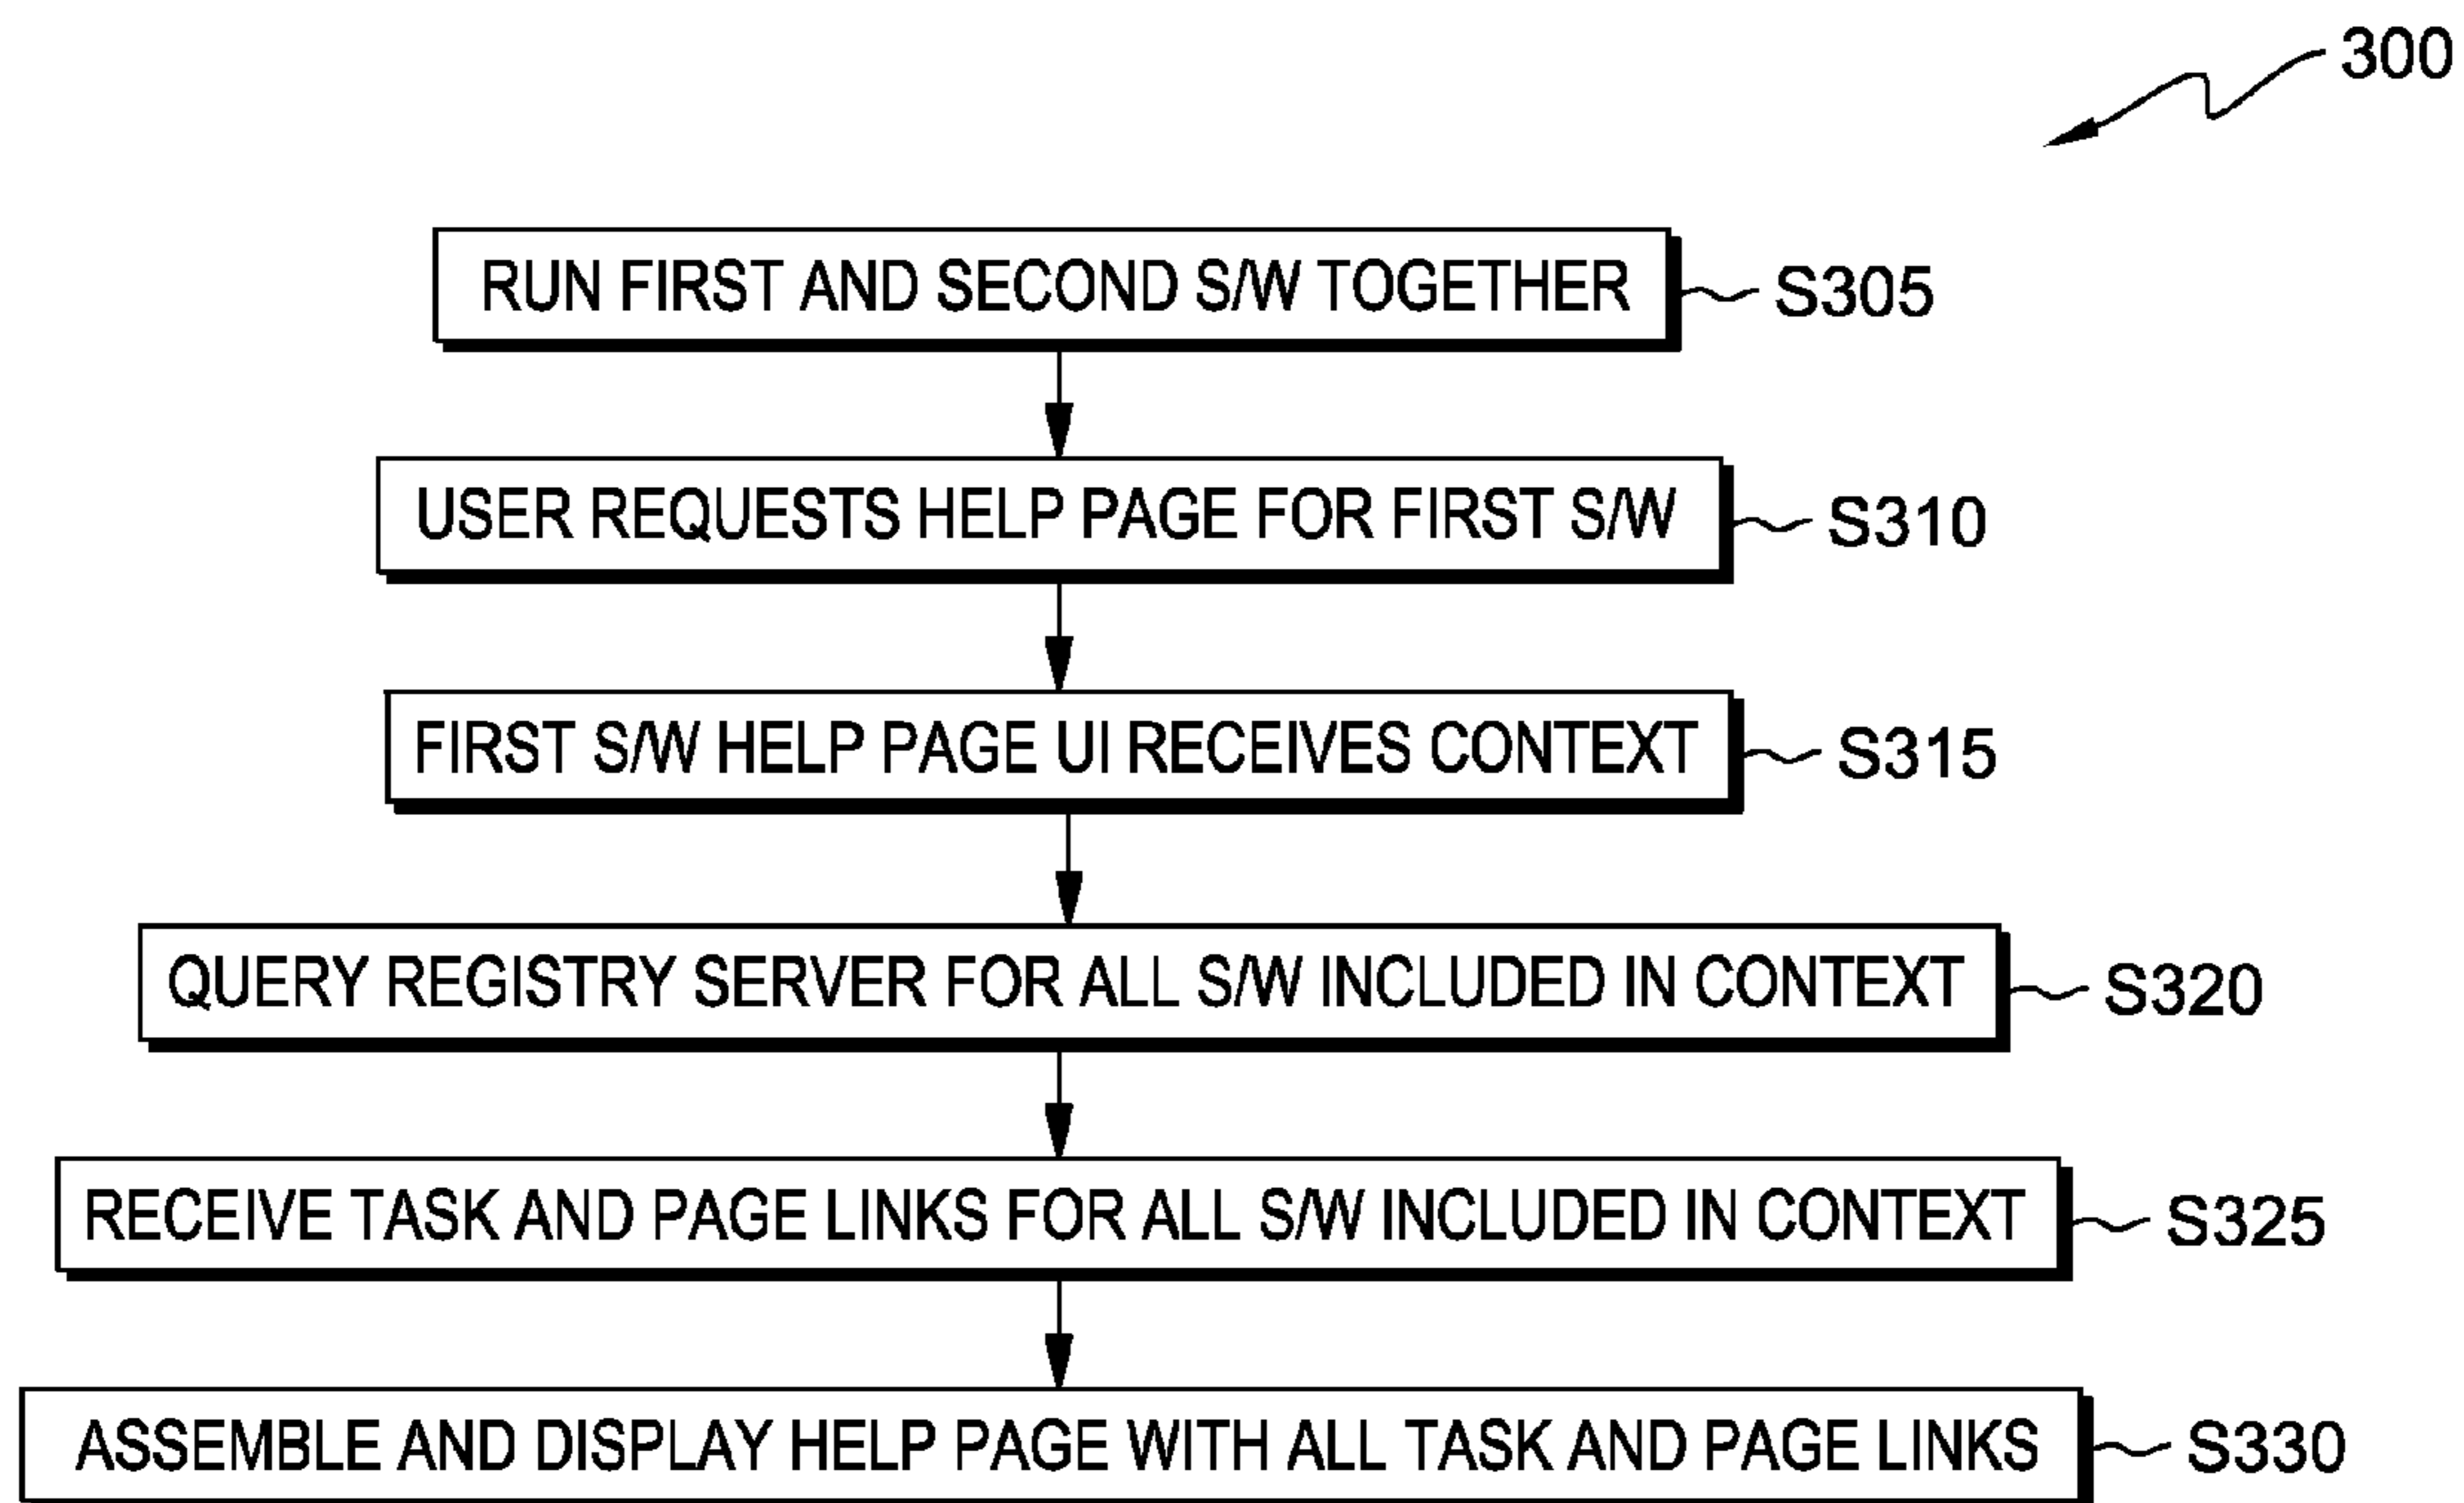 300
RUN FIRST AND SECOND S/W TOGETHER
S305
USER REQUESTS HELP PAGE FOR FIRST S/W
S310
FIRST S/W HELP PAGE UI RECEIVES CONTEXT
S315
QUERY REGISTRY SERVER FOR ALL S/W INCLUDED IN CONTEXT
S320
RECEIVE TASK AND PAGE LINKS FOR ALL S/W INCLUDED IN CONTEXT
S325
ASSEMBLE AND DISPLAY HELP PAGE WITH ALL TASK AND PAGE LINKS
S330